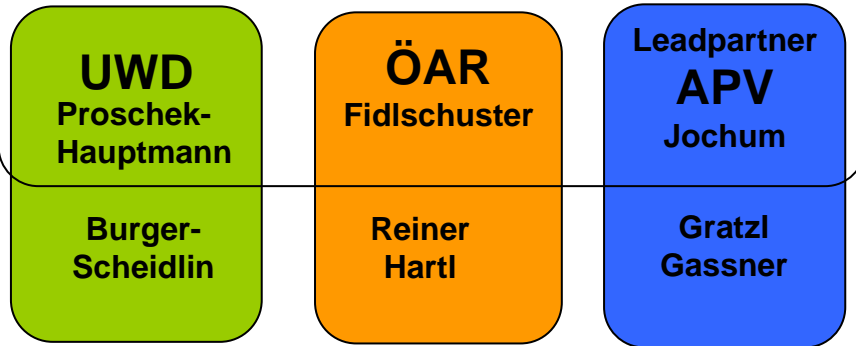 UWD
Proschek-
Hauptmann
Burger-
Scheidlin
ÖAR
Fidlschuster
Reiner
Hartl
Leadpartner
APV
Jochum
Gratzl
Gassner